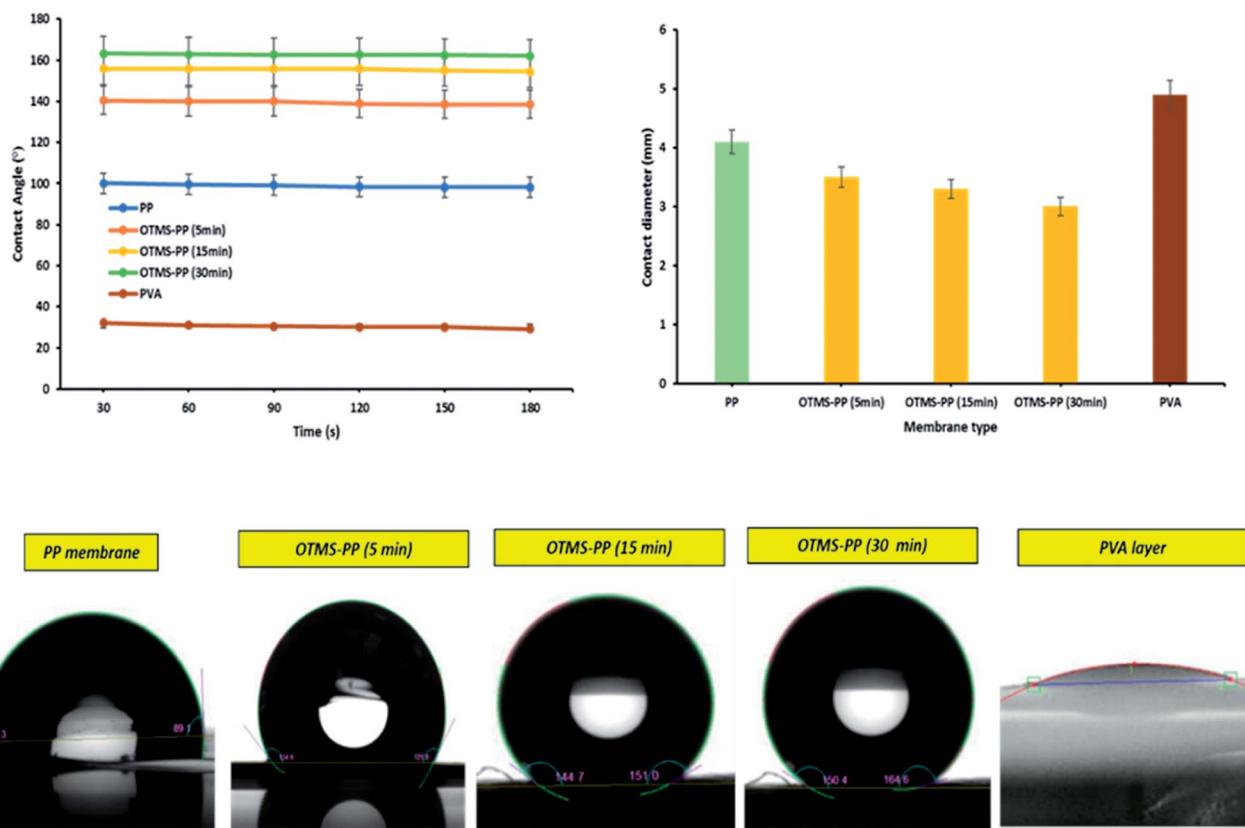 180
160
140
120
100
80
60
40
20
0
Contact Angle (°)
PP
OTMS-PP (5min)
OTMS-PP (15min)
OTMS-PP (30min)
PVA
30 60 90 120 150 180
Time (s)
6
5
4
3
2
1
0
Contact diameter (mm)
PP OTMS-PP (5min) OTMS-PP (15min) OTMS-PP (30min) PVA
Membrane type
PP membrane
OTMS-PP (5 min)
OTMS-PP (15 min)
OTMS-PP (30 min)
PVA layer
3 89.1
144.7 151.0
150.4 164.6